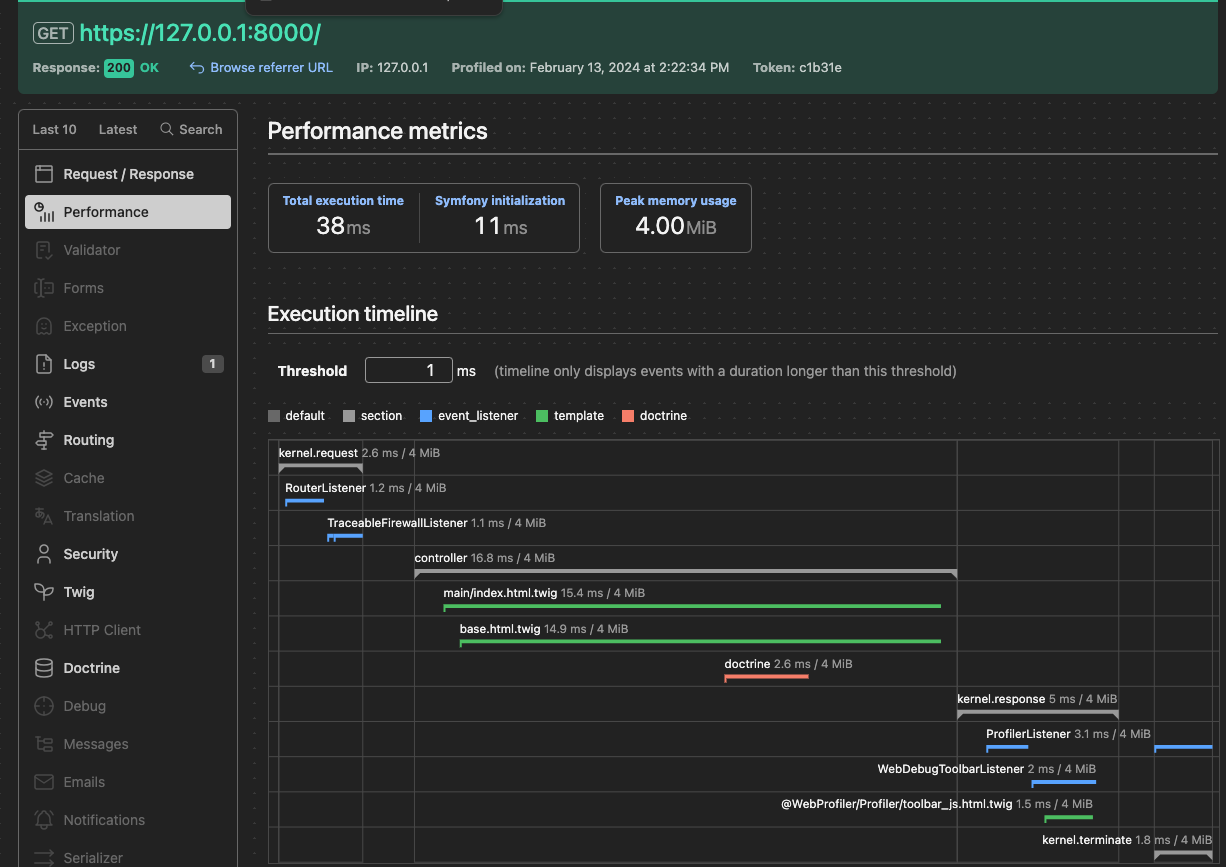 GET https://127.0.0.1:8000/
Response: 200 OK Browse referrer URL IP: 127.0.0.1 Profiled on: February 13, 2024 at 2:22:34 PM Token: c1b31e
Last 10 Latest Search
Request / Response
Performance
Validator
Forms
Exception
Logs 1
Events
Routing
Cache
Translation
Security
Twig
HTTP Client
Doctrine
Debug
Messages
Emails
Notifications
Serializer
Performance metrics
Total execution time Symfony initialization Peak memory usage
38 ms 11 ms 4.00 MiB
Execution timeline
Threshold 1 ms (timeline only displays events with a duration longer than this threshold)
default section event_listener template doctrine
kernel.request 2.6 ms / 4 MiB
RouterListener 1.2 ms / 4 MiB
TraceableFirewallListener 1.1 ms / 4 MiB
controller 16.8 ms / 4 MiB
main/index.html.twig 15.4 ms / 4 MiB
base.html.twig 14.9 ms / 4 MiB
doctrine 2.6 ms / 4 MiB
kernel.response 5 ms / 4 MiB
ProfilerListener 3.1 ms / 4 MiB
WebDebugToolbarListener 2 ms / 4 MiB
@WebProfiler/Profiler/toolbar_js.html.twig 1.5 ms / 4 MiB
kernel.terminate 1.8 ms / 4 MiB